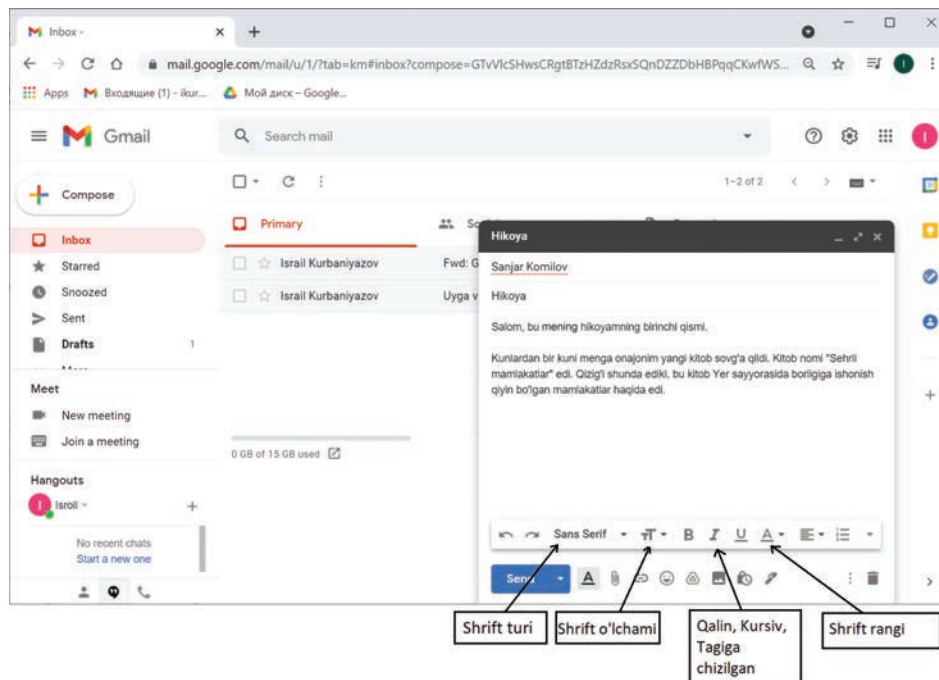 Inbox -
mail.google.com/mail/u/1/?tab=km#inbox?compose=GTvVlcSHwsCRgtBTzHZdzRsxSQnDZZDbHBPqqCKwfWS...
Apps
Входящие (1) - ikur...
Мой диск – Google...
Gmail
Search mail
Compose
1–2 of 2
Primary
Inbox
Starred
Snoozed
Sent
Drafts 1
Israil Kurbaniyazov Fwd: G
Israil Kurbaniyazov Uyga v
Meet
New meeting
Join a meeting
0 GB of 15 GB used
Hangouts
Isroil
No recent chats
Start a new one
Hikoya
Sanjar Komilov
Hikoya
Salom, bu mening hikoyamning birinchi qismi.
Kunlardan bir kuni menga onajonim yangi kitob sovg'a qildi. Kitob nomi "Sehrli
mamlakatlar" edi. Qizig'i shunda ediki, bu kitob Yer sayyorasida borligiga ishonish
qiyin bo'lgan mamlakatlar haqida edi.
Sans Serif
B I U A
Send
A
Shrift turi
Shrift o'lchami
Qalin, Kursiv,
Tagiga
chizilgan
Shrift rangi